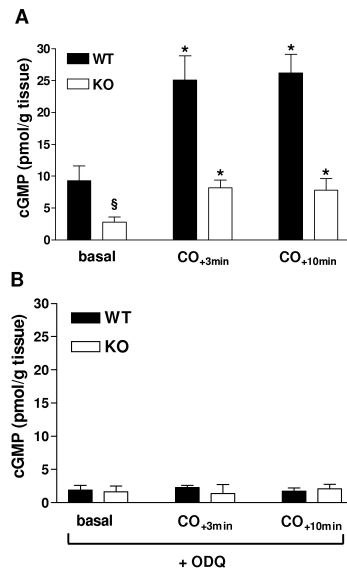 A
cGMP (pmol/g tissue)
30
25
20
15
10
5
0
WT
KO
§
*
*
*
*
basal
CO+3min
CO+10min
B
cGMP (pmol/g tissue)
30
25
20
15
10
5
0
WT
KO
basal
CO+3min
CO+10min
+ ODQ